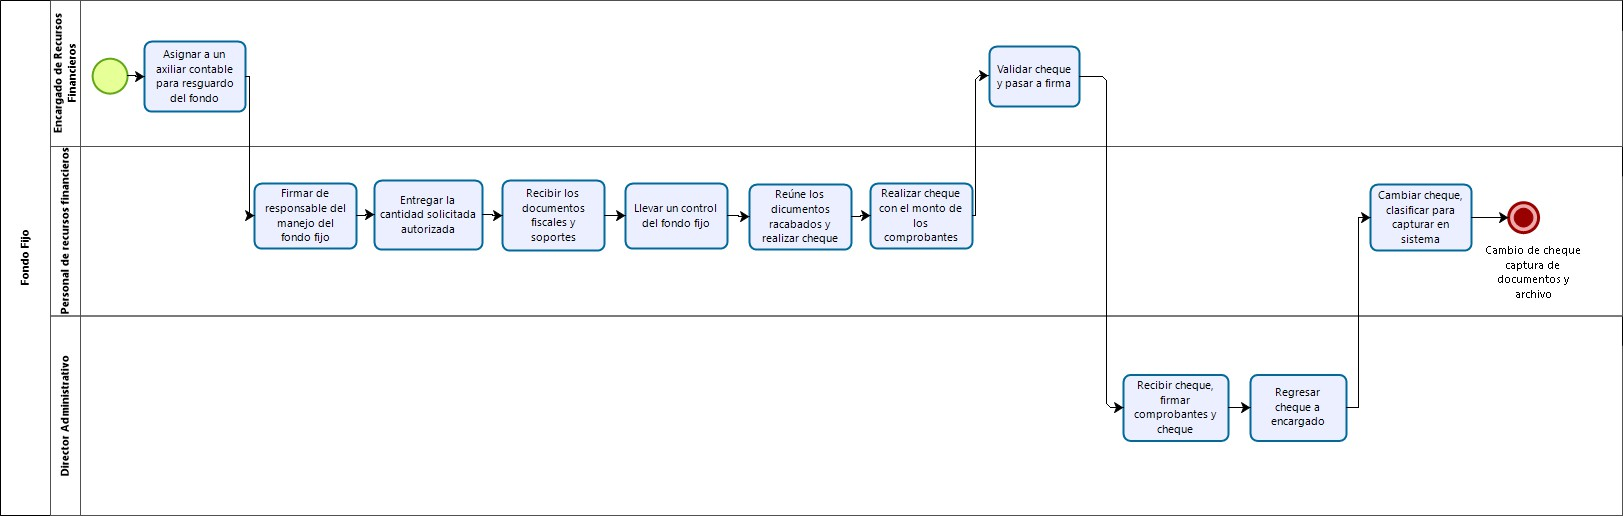 Fondo Fijo
Encargado de Recursos
Financieros
Asignar a un
axiliar contable
para resguardo
del fondo
Validar cheque
y pasar a firma
Personal de recursos financieros
Firmar de
responsable del
manejo del
fondo fijo
Entregar la
cantidad solicitada
autorizada
Recibir los
documentos
fiscales y
soportes
Llevar un control
del fondo fijo
Reúne los
dicumentos
racabados y
realizar cheque
Realizar cheque
con el monto de
los
comprobantes
Cambiar cheque,
clasificar para
capturar en
sistema
Cambio de cheque
captura de
documentos y
archivo
Director Administrativo
Recibir cheque,
firmar
comprobantes y
cheque
Regresar
cheque a
encargado